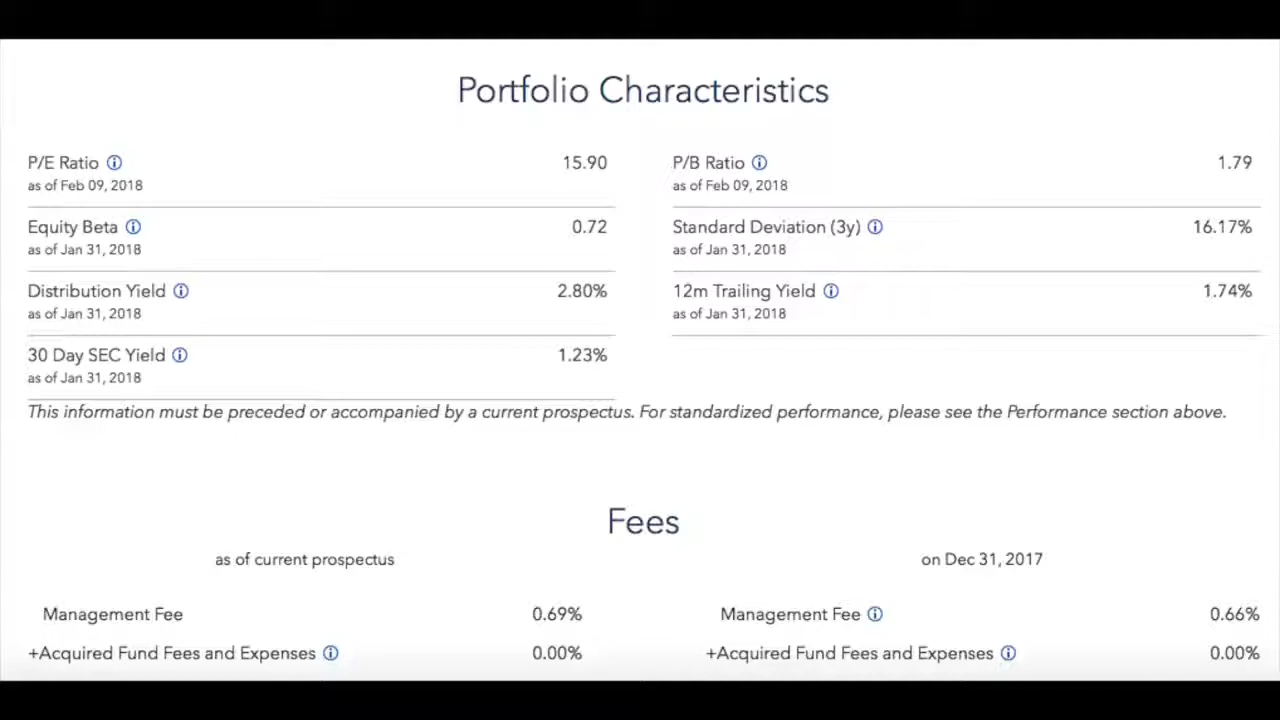 Portfolio Characteristics
P/E Ratio 15.90
as of Feb 09, 2018
P/B Ratio 1.79
as of Feb 09, 2018
Equity Beta 0.72
as of Jan 31, 2018
Standard Deviation (3y) 16.17%
as of Jan 31, 2018
Distribution Yield 2.80%
as of Jan 31, 2018
12m Trailing Yield 1.74%
as of Jan 31, 2018
30 Day SEC Yield 1.23%
as of Jan 31, 2018
This information must be preceded or accompanied by a current prospectus. For standardized performance, please see the Performance section above.
Fees
as of current prospectus
on Dec 31, 2017
Management Fee 0.69%
Management Fee 0.66%
+Acquired Fund Fees and Expenses 0.00%
+Acquired Fund Fees and Expenses 0.00%